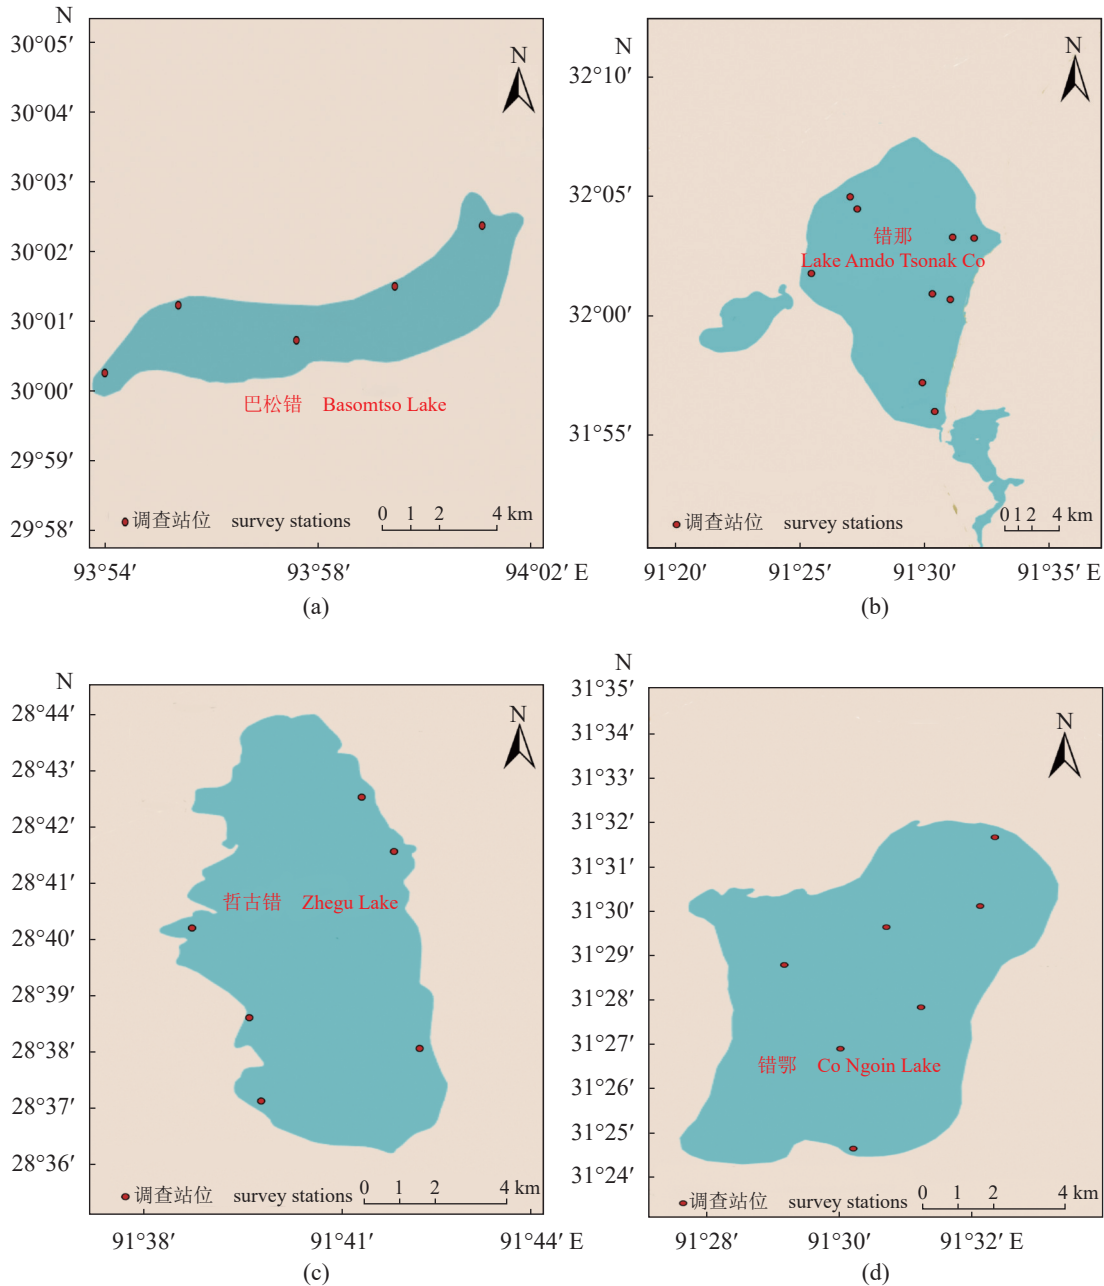 N
30°05′
30°04′
30°03′
30°02′
30°01′
30°00′
29°59′
29°58′
N
巴松错 Basomtso Lake
调查站位 survey stations
0 1 2 4 km
93°54′ 93°58′ 94°02′ E
(a)
N
32°10′
32°05′
32°00′
31°55′
N
错那
Lake Amdo Tsonak Co
调查站位 survey stations
0 1 2 4 km
91°20′ 91°25′ 91°30′ 91°35′ E
(b)
N
28°44′
28°43′
28°42′
28°41′
28°40′
28°39′
28°38′
28°37′
28°36′
N
哲古错 Zhegu Lake
调查站位 survey stations
0 1 2 4 km
91°38′ 91°41′ 91°44′ E
(c)
N
31°35′
31°34′
31°33′
31°32′
31°31′
31°30′
31°29′
31°28′
31°27′
31°26′
31°25′
31°24′
N
错鄂 Co Ngoin Lake
调查站位 survey stations
0 1 2 4 km
91°28′ 91°30′ 91°32′ E
(d)